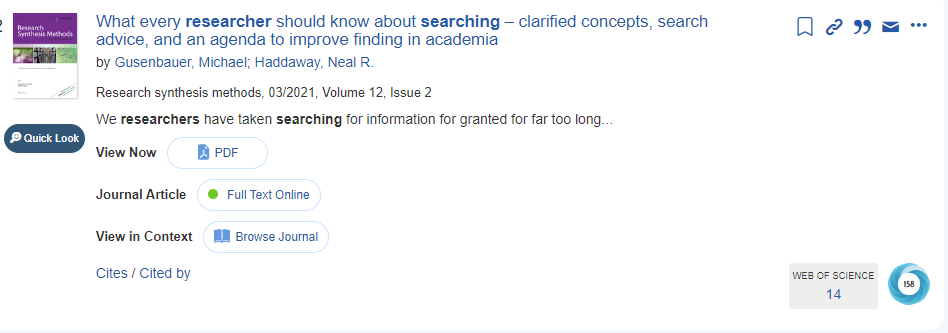 What every researcher should know about searching – clarified concepts, search
advice, and an agenda to improve finding in academia
by Gusenbauer, Michael; Haddaway, Neal R.
Research synthesis methods, 03/2021, Volume 12, Issue 2
We researchers have taken searching for information for granted for far too long...
Research
Synthesis Methods
Quick Look
View Now PDF
Journal Article Full Text Online
View in Context Browse Journal
Cites / Cited by
WEB OF SCIENCE
14
158